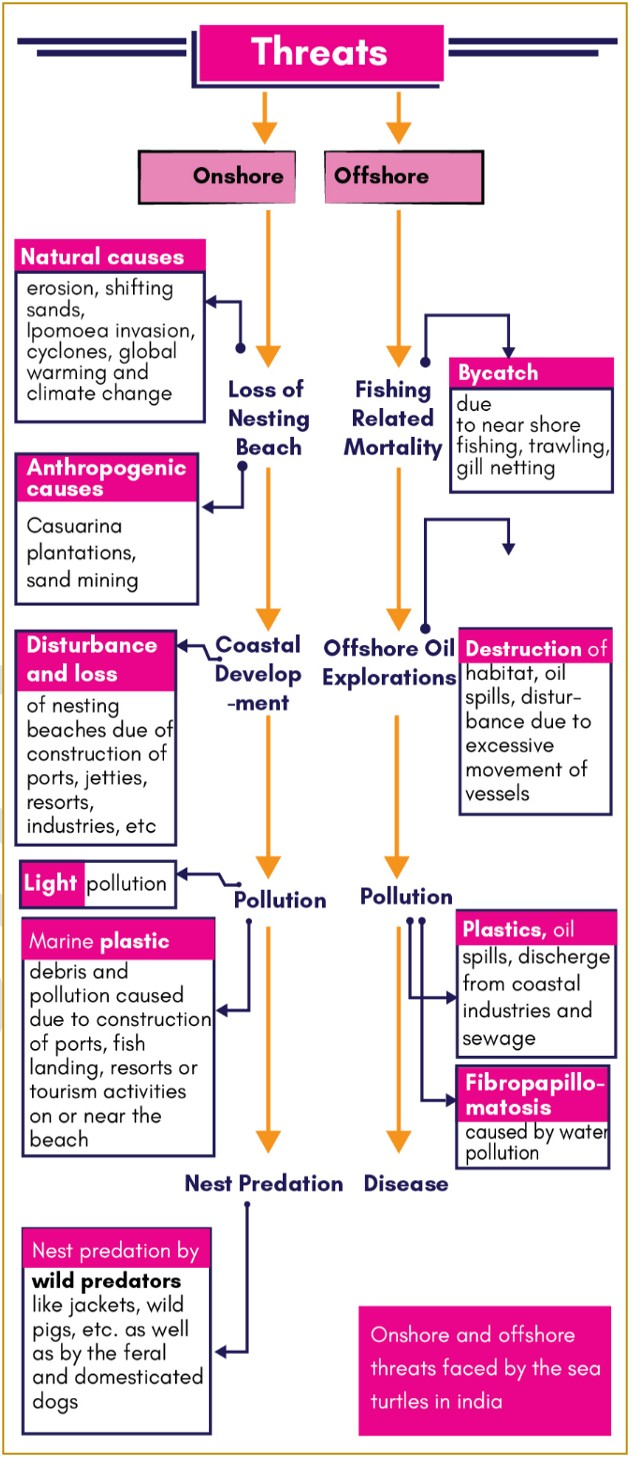 Threats
Onshore
Offshore
Natural causes
erosion, shifting
sands,
Ipomoea invasion,
cyclones, global
warming and
climate change
Loss of
Nesting
Beach
Anthropogenic
causes
Casuarina
plantations,
sand mining
Fishing
Related
Mortality
Bycatch
due
to near shore
fishing, trawling,
gill netting
Disturbance
and loss
of nesting
beaches due of
construction of
ports, jetties,
resorts,
industries, etc
Coastal
Develop
-ment
Offshore Oil
Explorations
Destruction of
habitat, oil
spills, distur-
bance due to
excessive
movement of
vessels
Light pollution
Pollution
Marine plastic
debris and
pollution caused
due to construction
of ports, fish
landing, resorts or
tourism activities
on or near the
beach
Pollution
Plastics, oil
spills, discharge
from coastal
industries and
sewage
Fibropapillo-
matosis
caused by water
pollution
Nest Predation
Disease
Nest predation by
wild predators
like jackets, wild
pigs, etc. as well
as by the feral
and domesticated
dogs
Onshore and offshore
threats faced by the sea
turtles in india